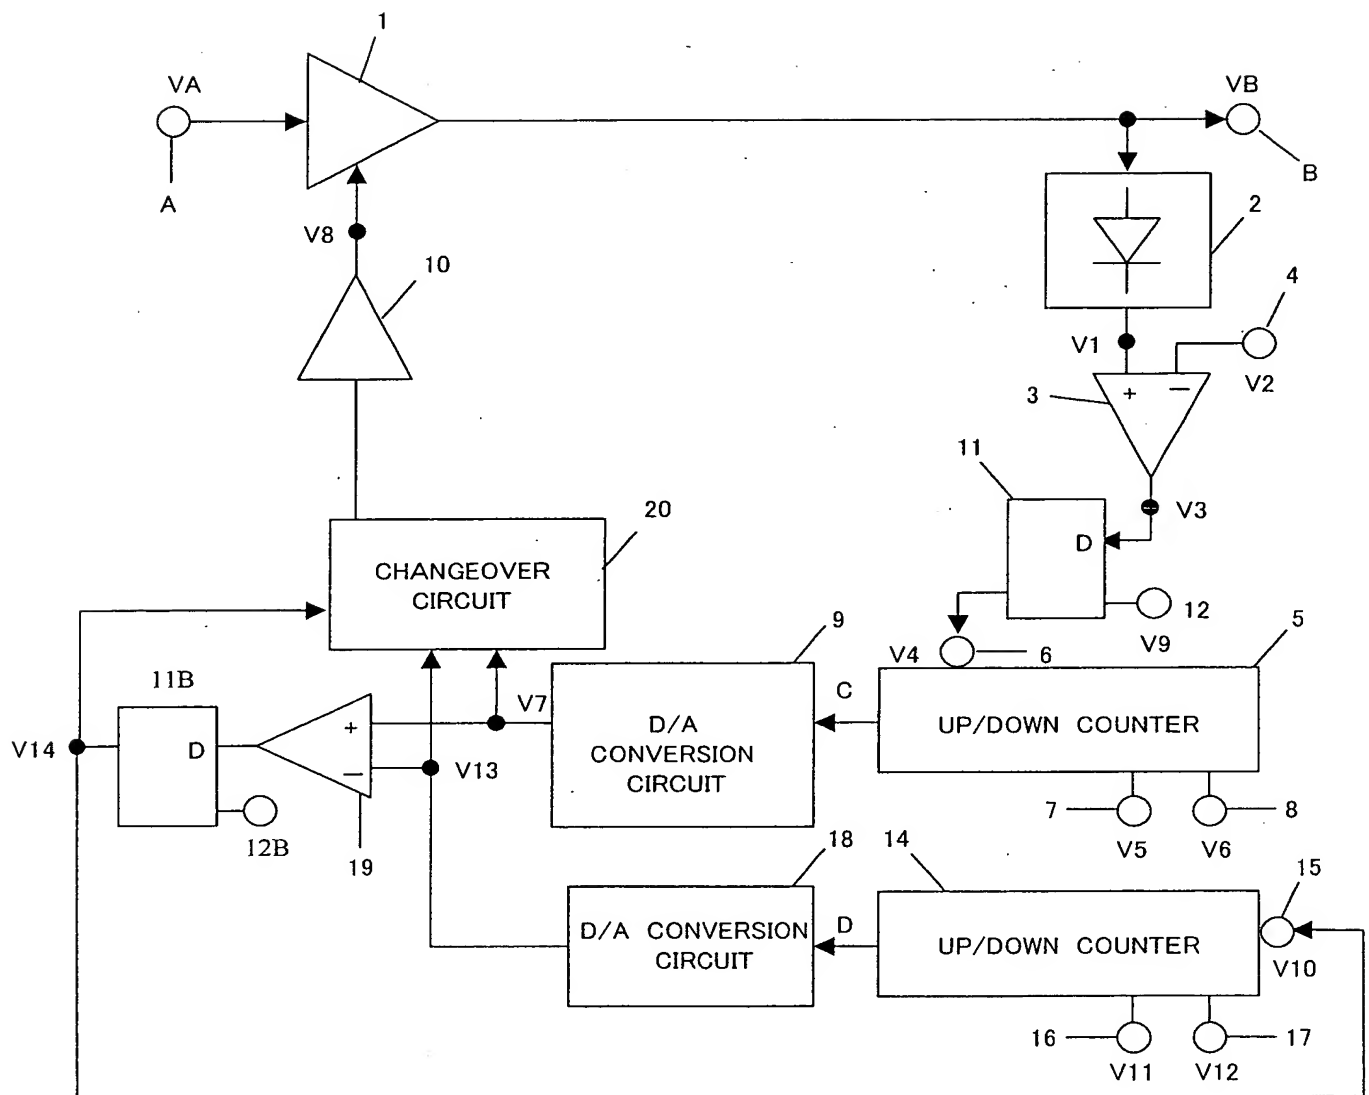 1
VA
VB
A
B
V8
2
10
4
V1
V2
+
−
3
11
V3
20
D
CHANGEOVER
CIRCUIT
12
9
5
V9
V4
6
11B
V7
C
+
D/A
CONVERSION
CIRCUIT
UP/DOWN COUNTER
V14
D
−
V13
7
8
12B
19
V5
V6
18
14
15
D/A CONVERSION
CIRCUIT
D
UP/DOWN COUNTER
V10
16
17
V11
V12